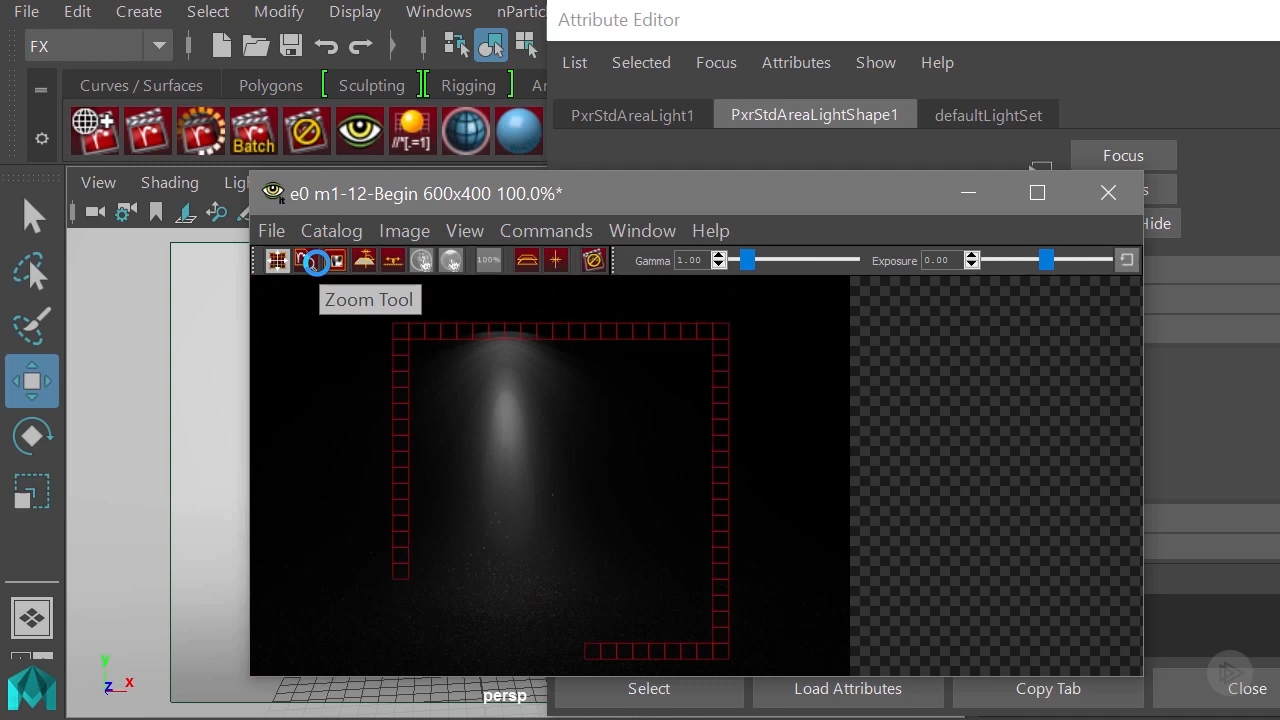 File Edit Create Select Modify Display Windows nPartic
Attribute Editor
FX
List Selected Focus Attributes Show Help
Curves / Surfaces Polygons Sculpting Rigging An
PxrStdAreaLight1 PxrStdAreaLightShape1 defaultLightSet
Batch
//*[.=1]
Focus
s
Hide
View Shading Ligh
e0 m1-12-Begin 600x400 100.0%*
File Catalog Image View Commands Window Help
100%
Gamma 1.00 Exposure 0.00
Zoom Tool
y
x
z
persp
Select Load Attributes Copy Tab Close